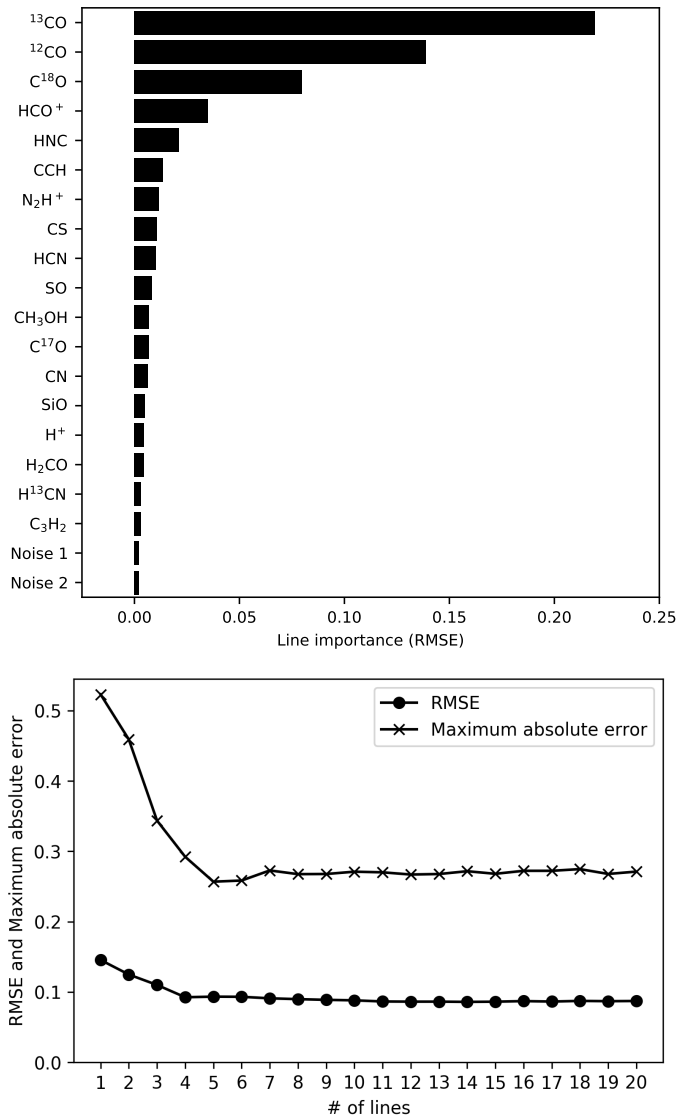 ¹³CO
¹²CO
C¹⁸O
HCO⁺
HNC
CCH
N₂H⁺
CS
HCN
SO
CH₃OH
C¹⁷O
CN
SiO
H⁺
H₂CO
H¹³CN
C₃H₂
Noise 1
Noise 2
0.00 0.05 0.10 0.15 0.20 0.25
Line importance (RMSE)
RMSE
Maximum absolute error
RMSE and Maximum absolute error
0.5
0.4
0.3
0.2
0.1
0.0
1 2 3 4 5 6 7 8 9 10 11 12 13 14 15 16 17 18 19 20
# of lines